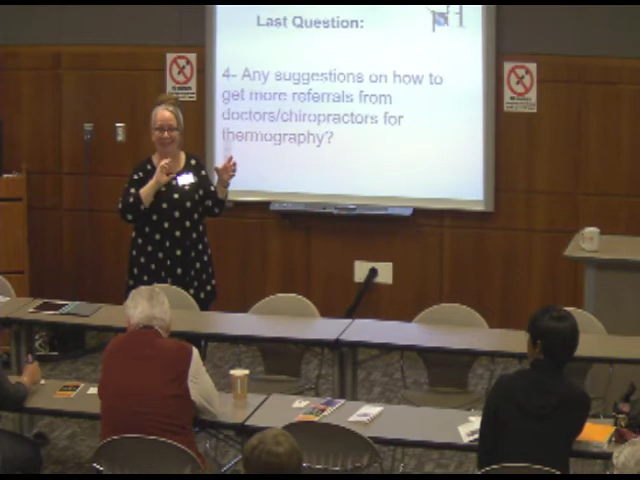 Last Question:
4- Any suggestions on how to
get more referrals from
doctors/chiropractors for
thermography?